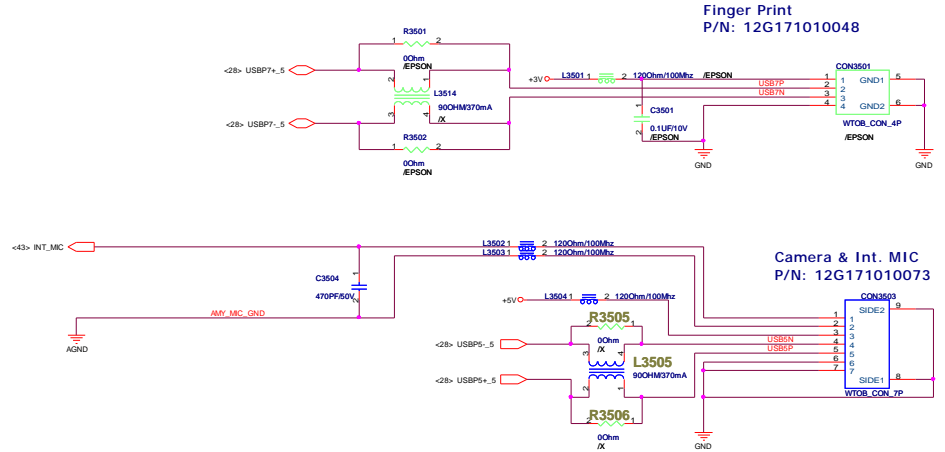 Finger Print
P/N: 12G171010048
R3501
1 2
0Ohm
/EPSON
<28> USBP7+_5
2 1
L3514
90OHM/370mA
/X
3 4
<28> USBP7-_5
R3502
1 2
0Ohm
/EPSON
+3V
L3501 1 2 120Ohm/100Mhz /EPSON
USB7P
USB7N
1
C3501
0.1UF/10V
/EPSON
2
GND
CON3501
1 1 GND1 5
2 2
3 3
4 4 GND2 6
WTOB_CON_4P
/EPSON
GND
<43> INT_MIC
L3502 1 2 120Ohm/100Mhz
L3503 1 2 120Ohm/100Mhz
1
C3504
470PF/50V
2
AMY_MIC_GND
AGND
Camera & Int. MIC
P/N: 12G171010073
+5V
L3504 1 2 120Ohm/100Mhz
R3505
2 1
0Ohm
/X
<28> USBP5-_5
3 4
L3505
90OHM/370mA
2 1
<28> USBP5+_5
R3506
2 1
0Ohm
/X
USB5N
USB5P
CON3503
1 1 SIDE2 9
2 2
3 3
4 4
5 5
6 6
7 7 SIDE1 8
WTOB_CON_7P
GND